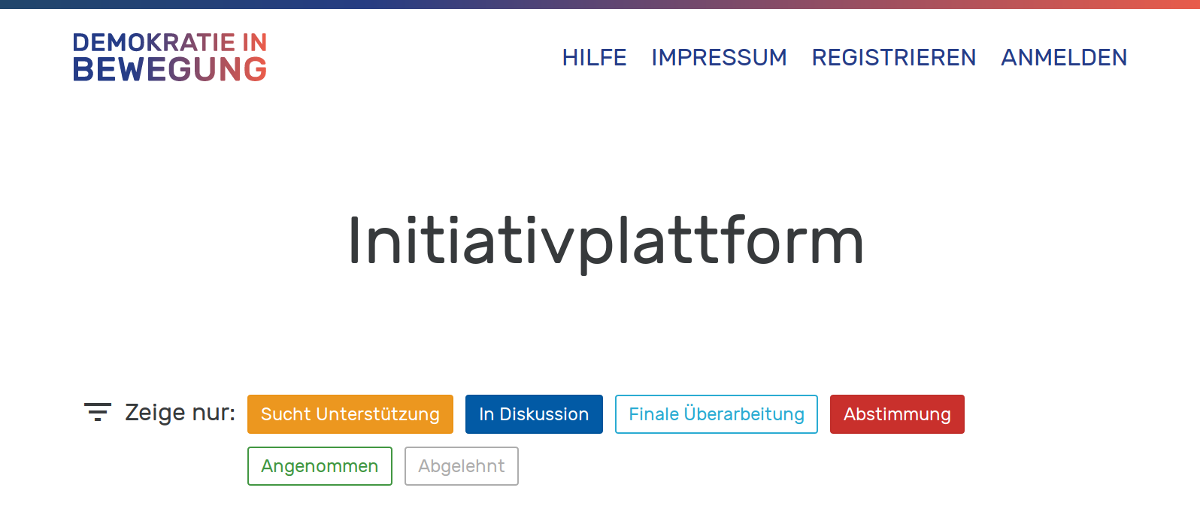 DEMOKRATIE IN
BEWEGUNG
HILFE IMPRESSUM REGISTRIEREN ANMELDEN
Initiativplattform
Zeige nur: Sucht Unterstützung In Diskussion Finale Überarbeitung Abstimmung
Angenommen Abgelehnt